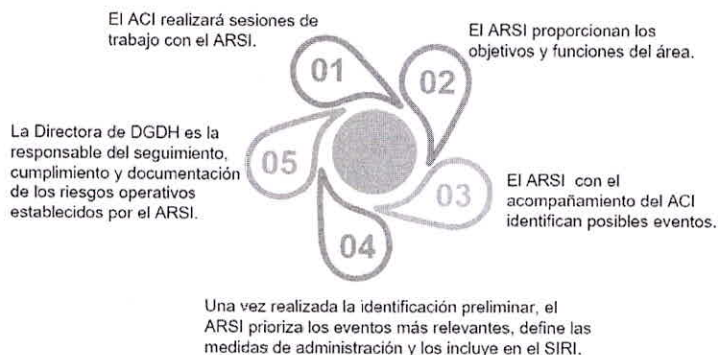 El ACI realizará sesiones de
trabajo con el ARSI.
01
El ARSI proporcionan los
objetivos y funciones del área.
02
El ARSI con el
acompañamiento del ACI
identifican posibles eventos.
03
Una vez realizada la identificación preliminar, el
ARSI prioriza los eventos más relevantes, define las
medidas de administración y los incluye en el SIRI.
04
La Directora de DGDH es la
responsable del seguimiento,
cumplimiento y documentación
de los riesgos operativos
establecidos por el ARSI.
05